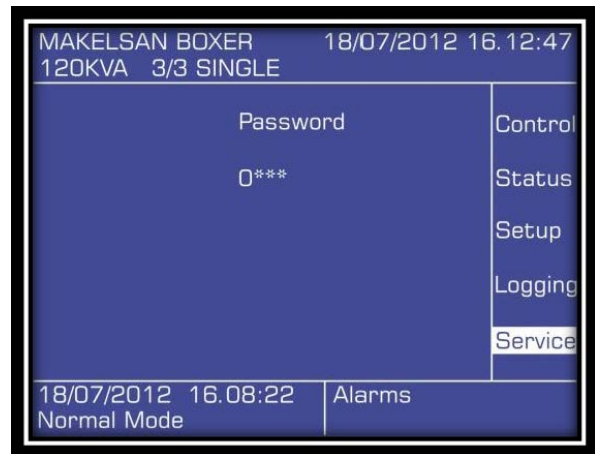 MAKELSAN BOXER 18/07/2012 16.12:47
120KVA 3/3 SINGLE
Password
0***
Control
Status
Setup
Logging
Service
18/07/2012 16.08:22 Alarms
Normal Mode